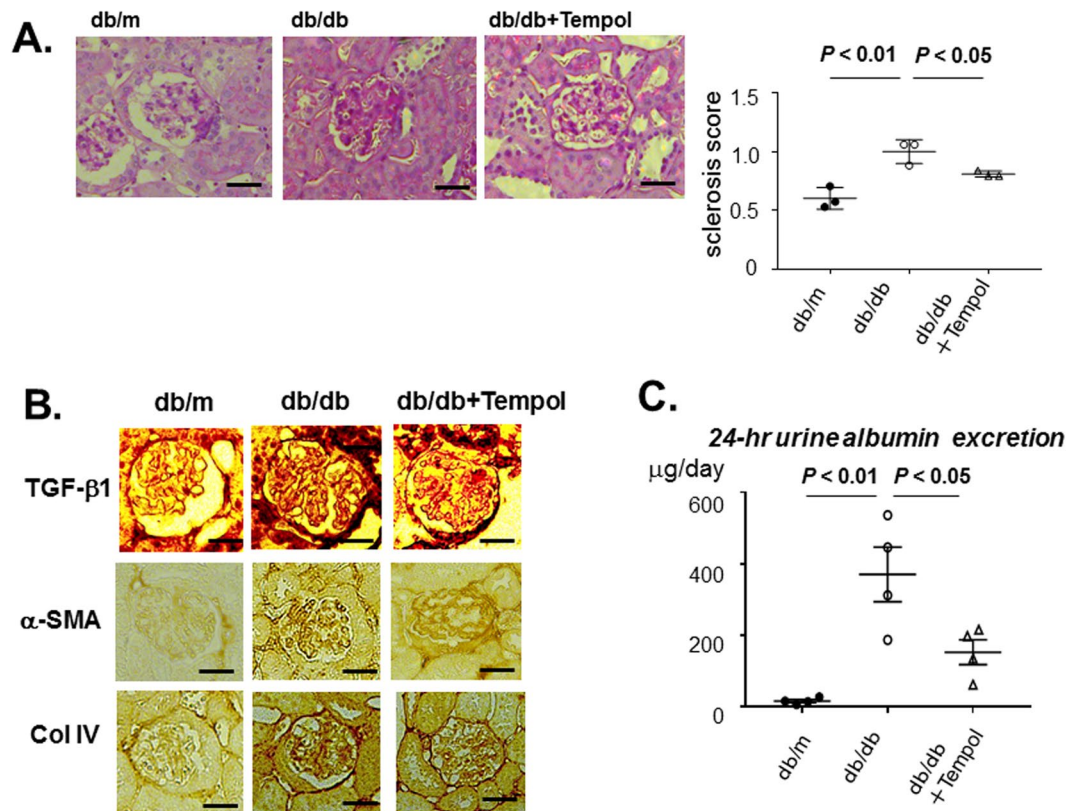 A.
db/m
db/db
db/db+Tempol
P < 0.01
P < 0.05
sclerosis score
1.5
1.0
0.5
0
db/m
db/db
db/db
+Tempol
B.
db/m
db/db
db/db+Tempol
TGF-β1
α-SMA
Col IV
C.
24-hr urine albumin excretion
μg/day
P < 0.01
P < 0.05
600
400
200
0
db/m
db/db
db/db
+Tempol